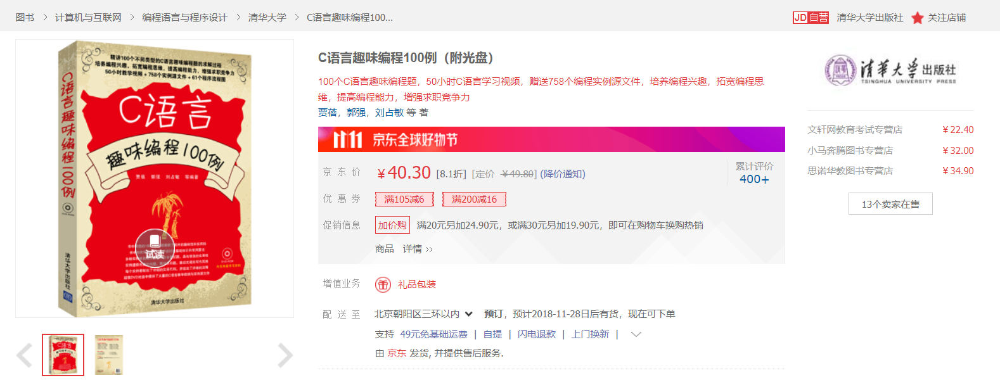 图书 > 计算机与互联网 > 编程语言与程序设计 > 清华大学 > C语言趣味编程100...
JD 自营 清华大学出版社 关注店铺
精讲100个不同类型的C语言趣味编程题的求解过程
培养编程兴趣，拓宽编程思维，提高编程能力，增强求职竞争力
50小时教学视频+758个实例源文件+61个程序流程图
C语言
趣味编程100例
贾蓓 郭强 刘占敏 等编著
清华大学出版社
C语言趣味编程100例
清华大学出版社
试读
C语言趣味编程100例（附光盘）
100个C语言趣味编程题，50小时C语言学习视频，赠送758个编程实例源文件，培养编程兴趣，拓宽编程思
维，提高编程能力，增强求职竞争力
贾蓓，郭强，刘占敏 等 著
11.11 京东全球好物节
京 东 价 ￥40.30 [8.1折] [定价 ￥49.80] (降价通知)
累计评价
400+
优 惠 券 满105减6 满200减16
促销信息 加价购 满20元另加24.90元，或满30元另加19.90元，即可在购物车换购热销
商品 详情 >>
增值业务 礼品包装
配 送 至 北京朝阳区三环以内 预订，预计2018-11-28日后有货，现在可下单
支持 49元免基础运费 | 自提 | 闪电退款 | 上门换新 |
由 京东 发货, 并提供售后服务.
清华大学出版社
TSINGHUA UNIVERSITY PRESS
文轩网教育考试专营店 ￥22.40
小马奔腾图书专营店 ￥32.00
思诺华教图书专营店 ￥34.90
13个卖家在售